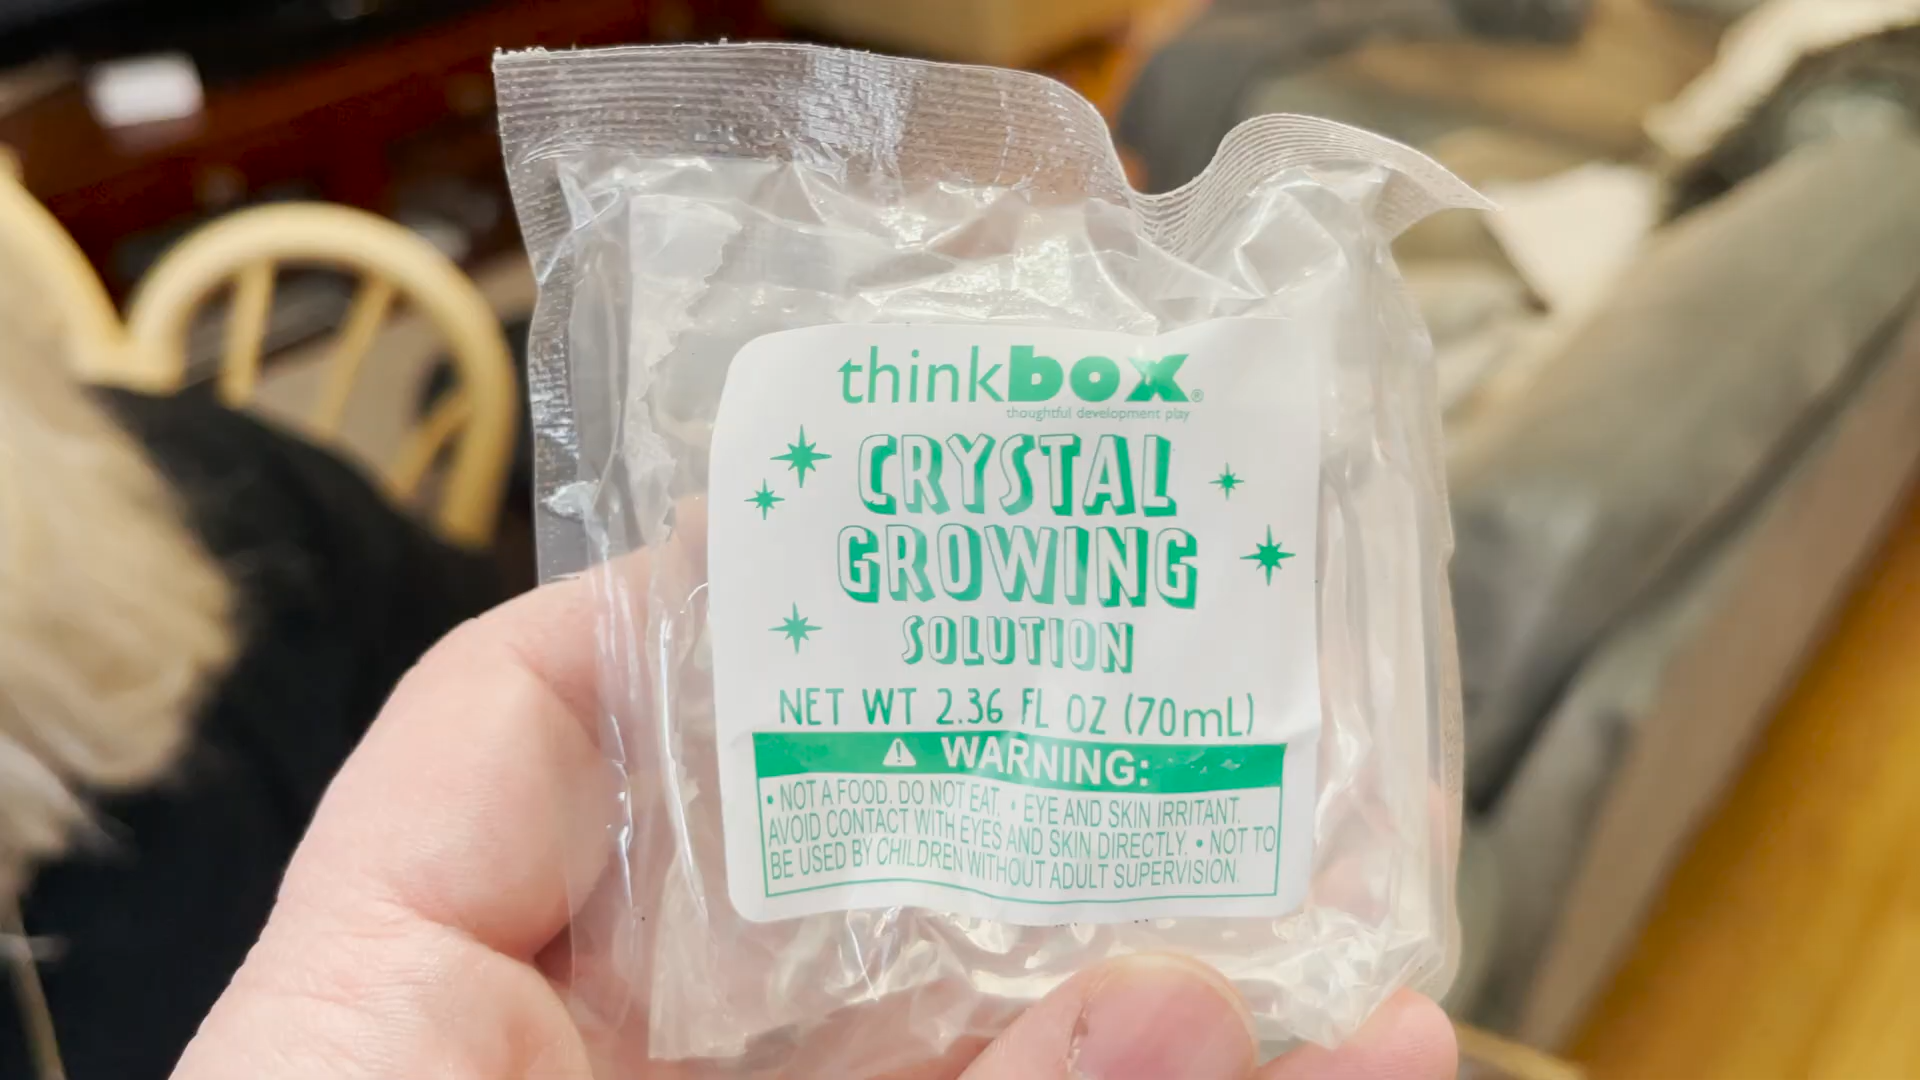 thinkbox®
thoughtful development play
CRYSTAL
GROWING
SOLUTION
NET WT 2.36 FL OZ (70mL)
WARNING:
• NOT A FOOD. DO NOT EAT. • EYE AND SKIN IRRITANT.
AVOID CONTACT WITH EYES AND SKIN DIRECTLY. • NOT TO
BE USED BY CHILDREN WITHOUT ADULT SUPERVISION.